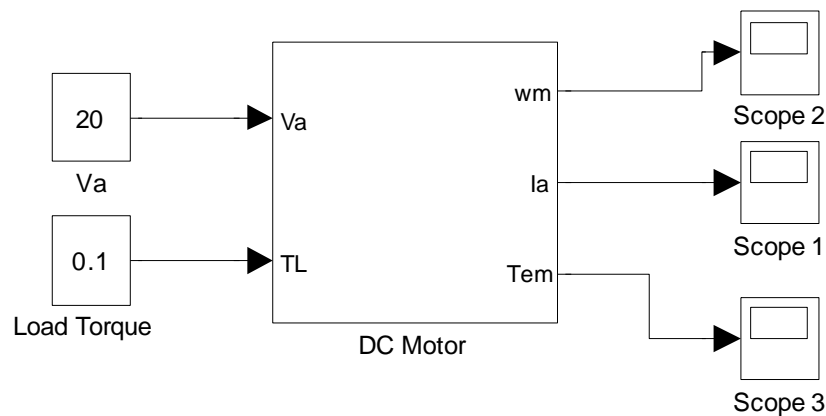 20
Va
0.1
Load Torque
Va
TL
wm
Ia
Tem
DC Motor
Scope 2
Scope 1
Scope 3